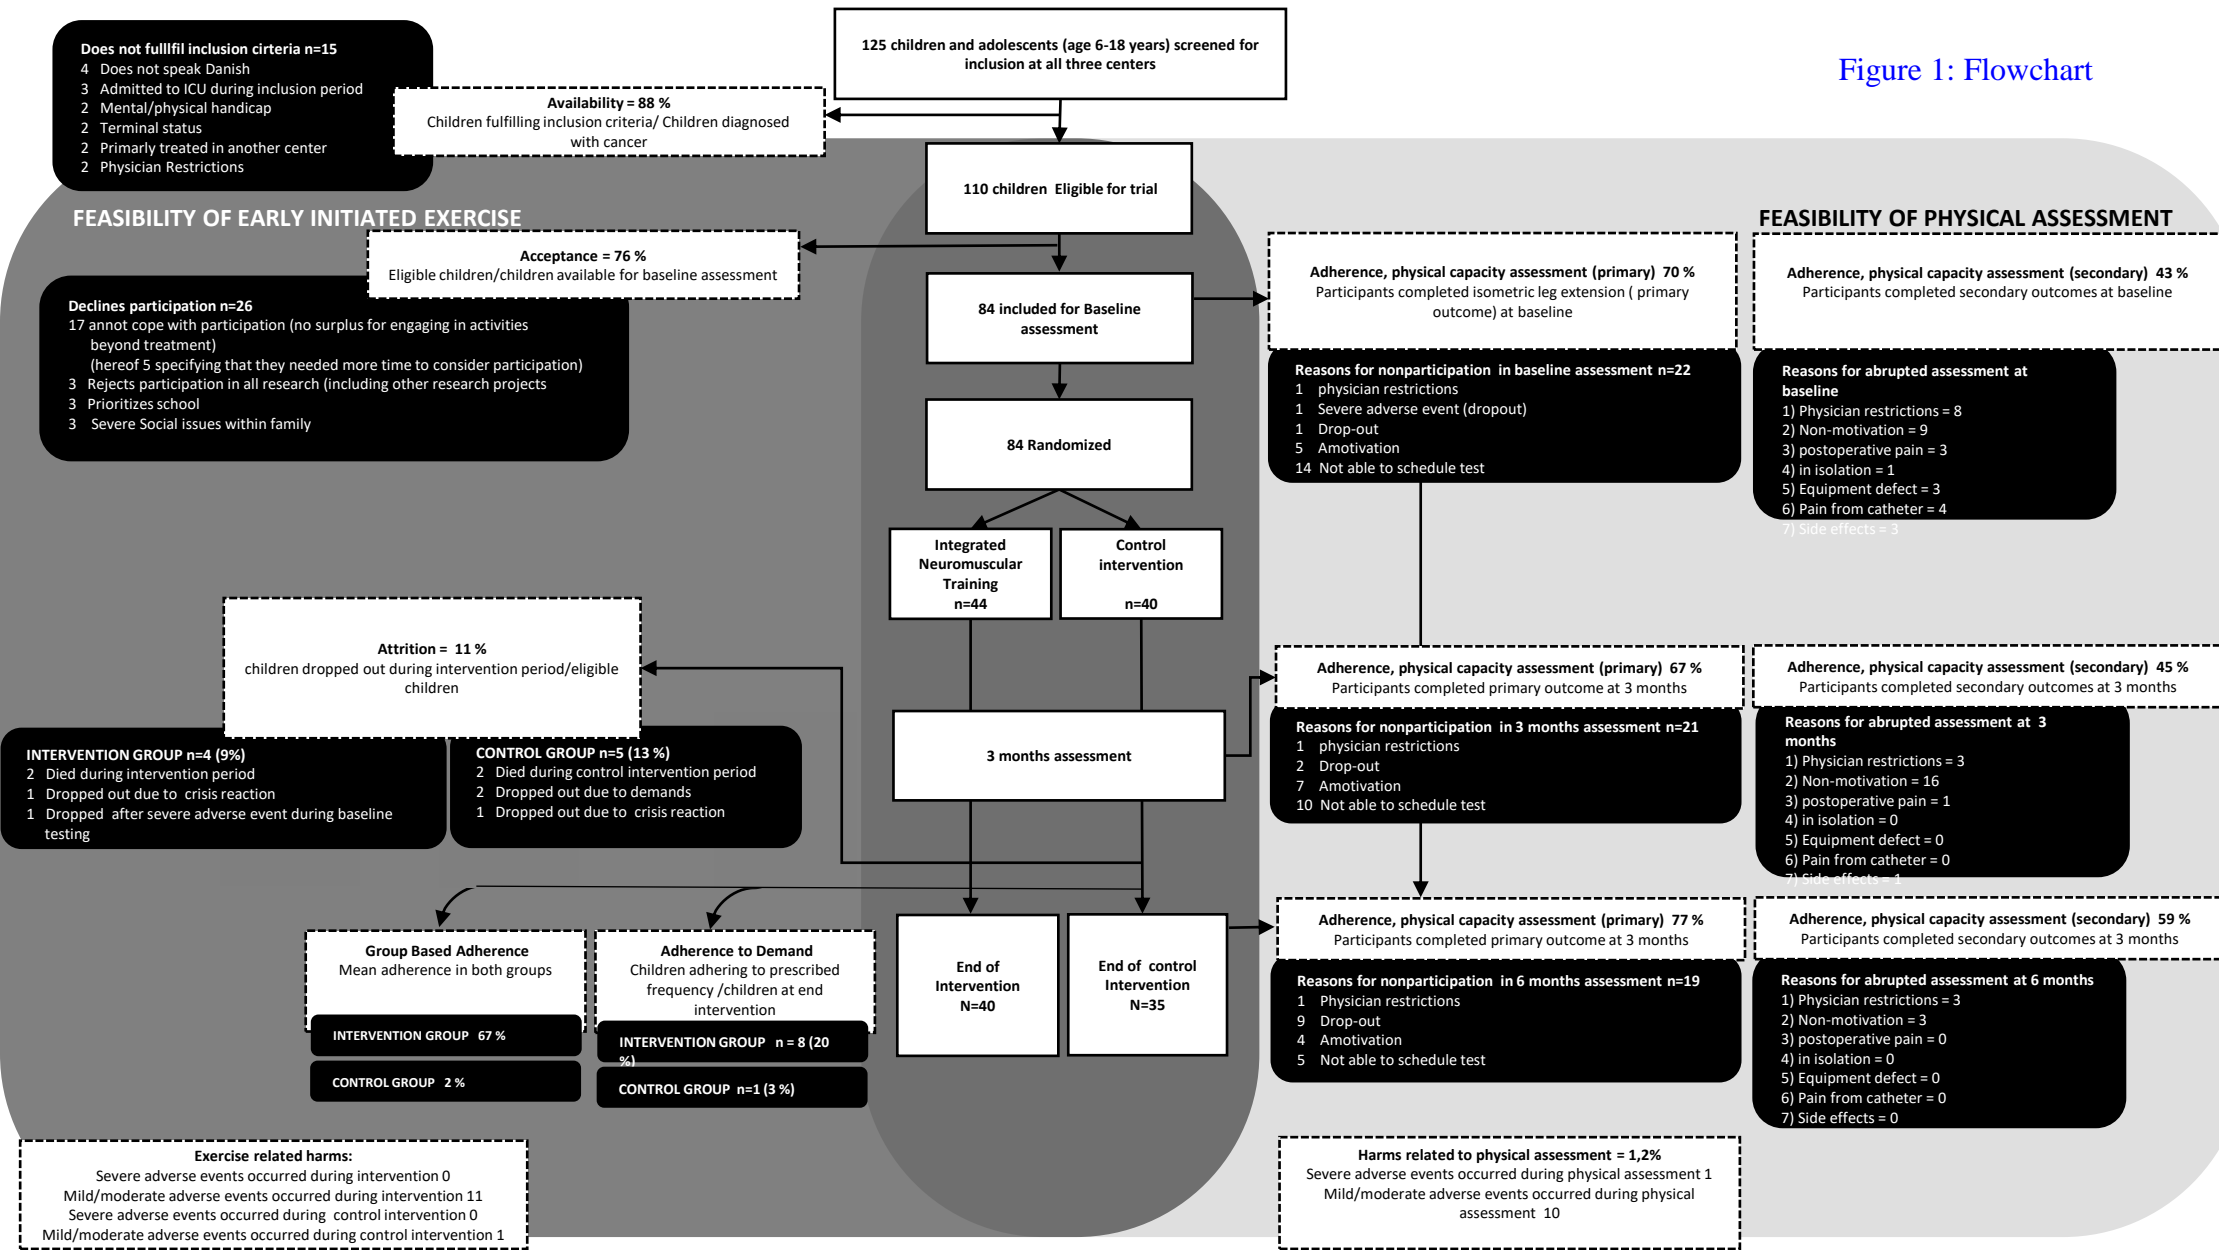 Figure 1: Flowchart
125 children and adolescents (age 6-18 years) screened for
inclusion at all three centers
Does not fulllfil inclusion cirteria n=15
4 Does not speak Danish
3 Admitted to ICU during inclusion period
2 Mental/physical handicap
2 Terminal status
2 Primarly treated in another center
2 Physician Restrictions
Availability = 88 %
Children fulfilling inclusion criteria/ Children diagnosed
with cancer
110 children Eligible for trial
FEASIBILITY OF EARLY INITIATED EXERCISE
FEASIBILITY OF PHYSICAL ASSESSMENT
Acceptance = 76 %
Eligible children/children available for baseline assessment
Declines participation n=26
17 annot cope with participation (no surplus for engaging in activities
beyond treatment)
(hereof 5 specifying that they needed more time to consider participation)
3 Rejects participation in all research (including other research projects
3 Prioritizes school
3 Severe Social issues within family
84 included for Baseline
assessment
Adherence, physical capacity assessment (primary) 70 %
Participants completed isometric leg extension ( primary
outcome) at baseline
Reasons for nonparticipation in baseline assessment n=22
1 physician restrictions
1 Severe adverse event (dropout)
1 Drop-out
5 Amotivation
14 Not able to schedule test
Adherence, physical capacity assessment (secondary) 43 %
Participants completed secondary outcomes at baseline
Reasons for abrupted assessment at
baseline
1) Physician restrictions = 8
2) Non-motivation = 9
3) postoperative pain = 3
4) in isolation = 1
5) Equipment defect = 3
6) Pain from catheter = 4
7) Side effects = 3
84 Randomized
Integrated
Neuromuscular
Training
n=44
Control
intervention
n=40
Attrition = 11 %
children dropped out during intervention period/eligible
children
INTERVENTION GROUP n=4 (9%)
2 Died during intervention period
1 Dropped out due to crisis reaction
1 Dropped after severe adverse event during baseline
testing
CONTROL GROUP n=5 (13 %)
2 Died during control intervention period
2 Dropped out due to demands
1 Dropped out due to crisis reaction
3 months assessment
Adherence, physical capacity assessment (primary) 67 %
Participants completed primary outcome at 3 months
Reasons for nonparticipation in 3 months assessment n=21
1 physician restrictions
2 Drop-out
7 Amotivation
10 Not able to schedule test
Adherence, physical capacity assessment (secondary) 45 %
Participants completed secondary outcomes at 3 months
Reasons for abrupted assessment at 3
months
1) Physician restrictions = 3
2) Non-motivation = 16
3) postoperative pain = 1
4) in isolation = 0
5) Equipment defect = 0
6) Pain from catheter = 0
7) Side effects = 1
Group Based Adherence
Mean adherence in both groups
INTERVENTION GROUP 67 %
CONTROL GROUP 2 %
Adherence to Demand
Children adhering to prescribed
frequency /children at end
intervention
INTERVENTION GROUP n = 8 (20
%)
CONTROL GROUP n=1 (3 %)
End of
Intervention
N=40
End of control
Intervention
N=35
Adherence, physical capacity assessment (primary) 77 %
Participants completed primary outcome at 3 months
Reasons for nonparticipation in 6 months assessment n=19
1 Physician restrictions
9 Drop-out
4 Amotivation
5 Not able to schedule test
Adherence, physical capacity assessment (secondary) 59 %
Participants completed secondary outcomes at 3 months
Reasons for abrupted assessment at 6 months
1) Physician restrictions = 3
2) Non-motivation = 3
3) postoperative pain = 0
4) in isolation = 0
5) Equipment defect = 0
6) Pain from catheter = 0
7) Side effects = 0
Exercise related harms:
Severe adverse events occurred during intervention 0
Mild/moderate adverse events occurred during intervention 11
Severe adverse events occurred during control intervention 0
Mild/moderate adverse events occurred during control intervention 1
Harms related to physical assessment = 1,2%
Severe adverse events occurred during physical assessment 1
Mild/moderate adverse events occurred during physical
assessment 10